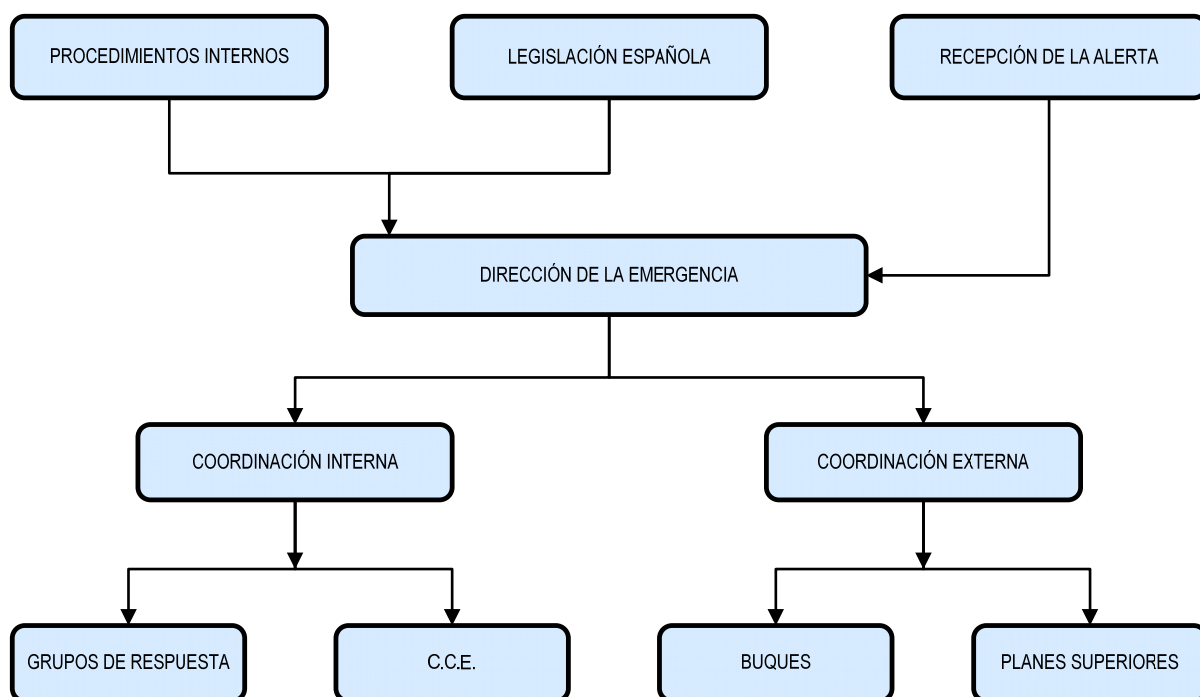 PROCEDIMIENTOS INTERNOS
LEGISLACIÓN ESPAÑOLA
RECEPCIÓN DE LA ALERTA
DIRECCIÓN DE LA EMERGENCIA
COORDINACIÓN INTERNA
COORDINACIÓN EXTERNA
GRUPOS DE RESPUESTA
C.C.E.
BUQUES
PLANES SUPERIORES